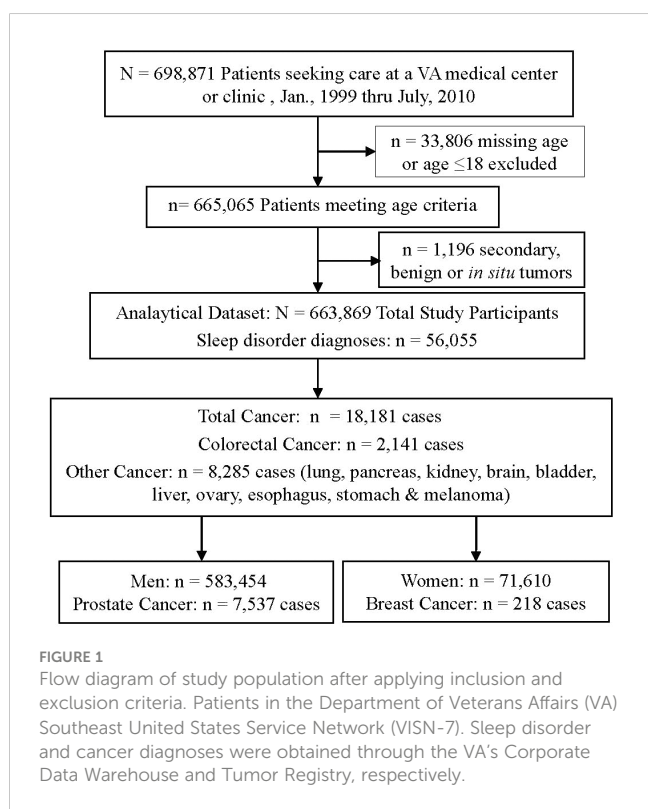 N = 698,871 Patients seeking care at a VA medical center
or clinic , Jan., 1999 thru July, 2010
n = 33,806 missing age
or age ≤18 excluded
n= 665,065 Patients meeting age criteria
n = 1,196 secondary,
benign or in situ tumors
Analaytical Dataset: N = 663,869 Total Study Participants
Sleep disorder diagnoses: n = 56,055
Total Cancer: n = 18,181 cases
Colorectal Cancer: n = 2,141 cases
Other Cancer: n = 8,285 cases (lung, pancreas, kidney, brain, bladder,
liver, ovary, esophagus, stomach & melanoma)
Men: n = 583,454
Prostate Cancer: n = 7,537 cases
Women: n = 71,610
Breast Cancer: n = 218 cases
FIGURE 1
Flow diagram of study population after applying inclusion and
exclusion criteria. Patients in the Department of Veterans Affairs (VA)
Southeast United States Service Network (VISN-7). Sleep disorder
and cancer diagnoses were obtained through the VA's Corporate
Data Warehouse and Tumor Registry, respectively.